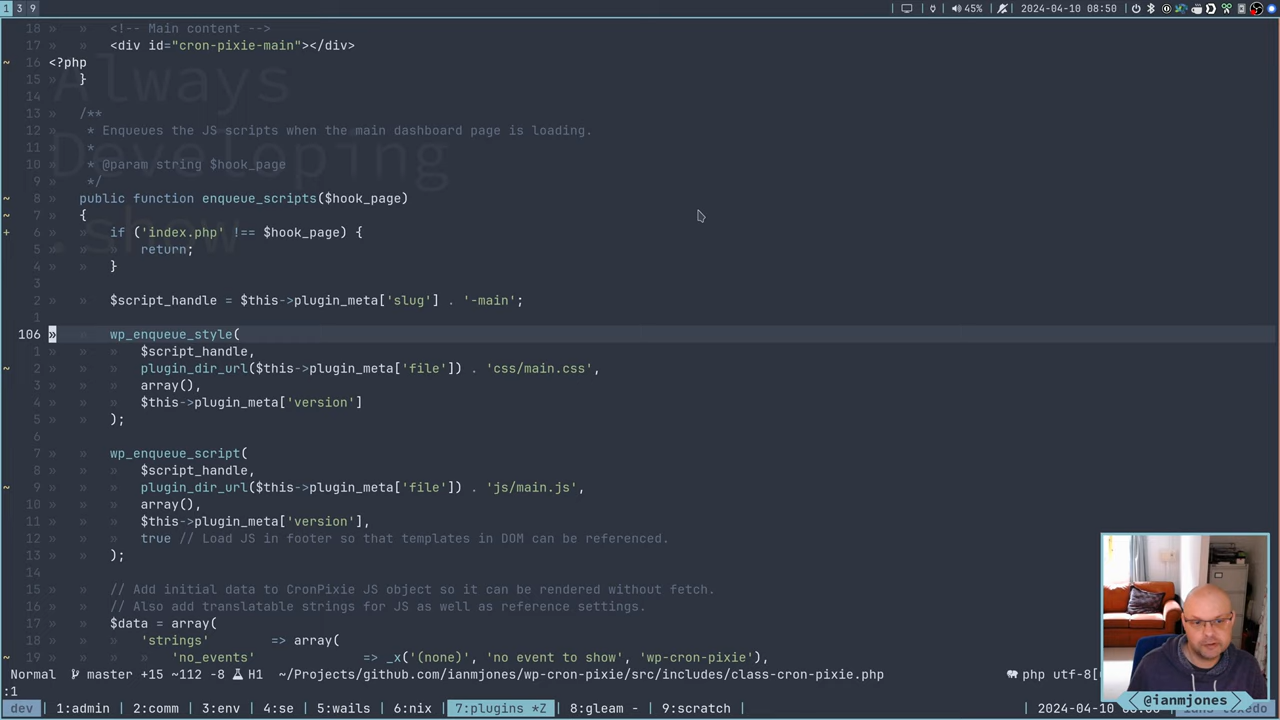 1 3 9 45% 2024-04-10 08:50
18 » » <!-- Main content -->
17 » » <div id="cron-pixie-main"></div>
~ 16 <?php
15 » }
14
13 » /**
12 » * Enqueues the JS scripts when the main dashboard page is loading.
11 » *
10 » * @param string $hook_page
9 » */
~ 8 » public function enqueue_scripts($hook_page)
~ 7 » {
+ 6 » » if ('index.php' !== $hook_page) {
5 » » » return;
4 » » }
3
2 » » $script_handle = $this->plugin_meta['slug'] . '-main';
1
106 » » wp_enqueue_style(
1 » » » $script_handle,
~ 2 » » » plugin_dir_url($this->plugin_meta['file']) . 'css/main.css',
3 » » » array(),
4 » » » $this->plugin_meta['version']
5 » » );
6
7 » » wp_enqueue_script(
8 » » » $script_handle,
~ 9 » » » plugin_dir_url($this->plugin_meta['file']) . 'js/main.js',
10 » » » array(),
11 » » » $this->plugin_meta['version'],
12 » » » true // Load JS in footer so that templates in DOM can be referenced.
13 » » );
14
15 » » // Add initial data to CronPixie JS object so it can be rendered without fetch.
16 » » // Also add translatable strings for JS as well as reference settings.
17 » » $data = array(
18 » » » 'strings' => array(
~ 19 » » » » 'no_events' => _x('(none)', 'no event to show', 'wp-cron-pixie'),
Always
Developing
.show
Normal master +15 ~112 -8 H1 ~/Projects/github.com/ianmjones/wp-cron-pixie/src/includes/class-cron-pixie.php php utf-8[
:1
dev 1:admin 2:comm 3:env 4:se 5:wails 6:nix 7:plugins *Z 8:gleam - 9:scratch 2024-04-10
@ianmjones